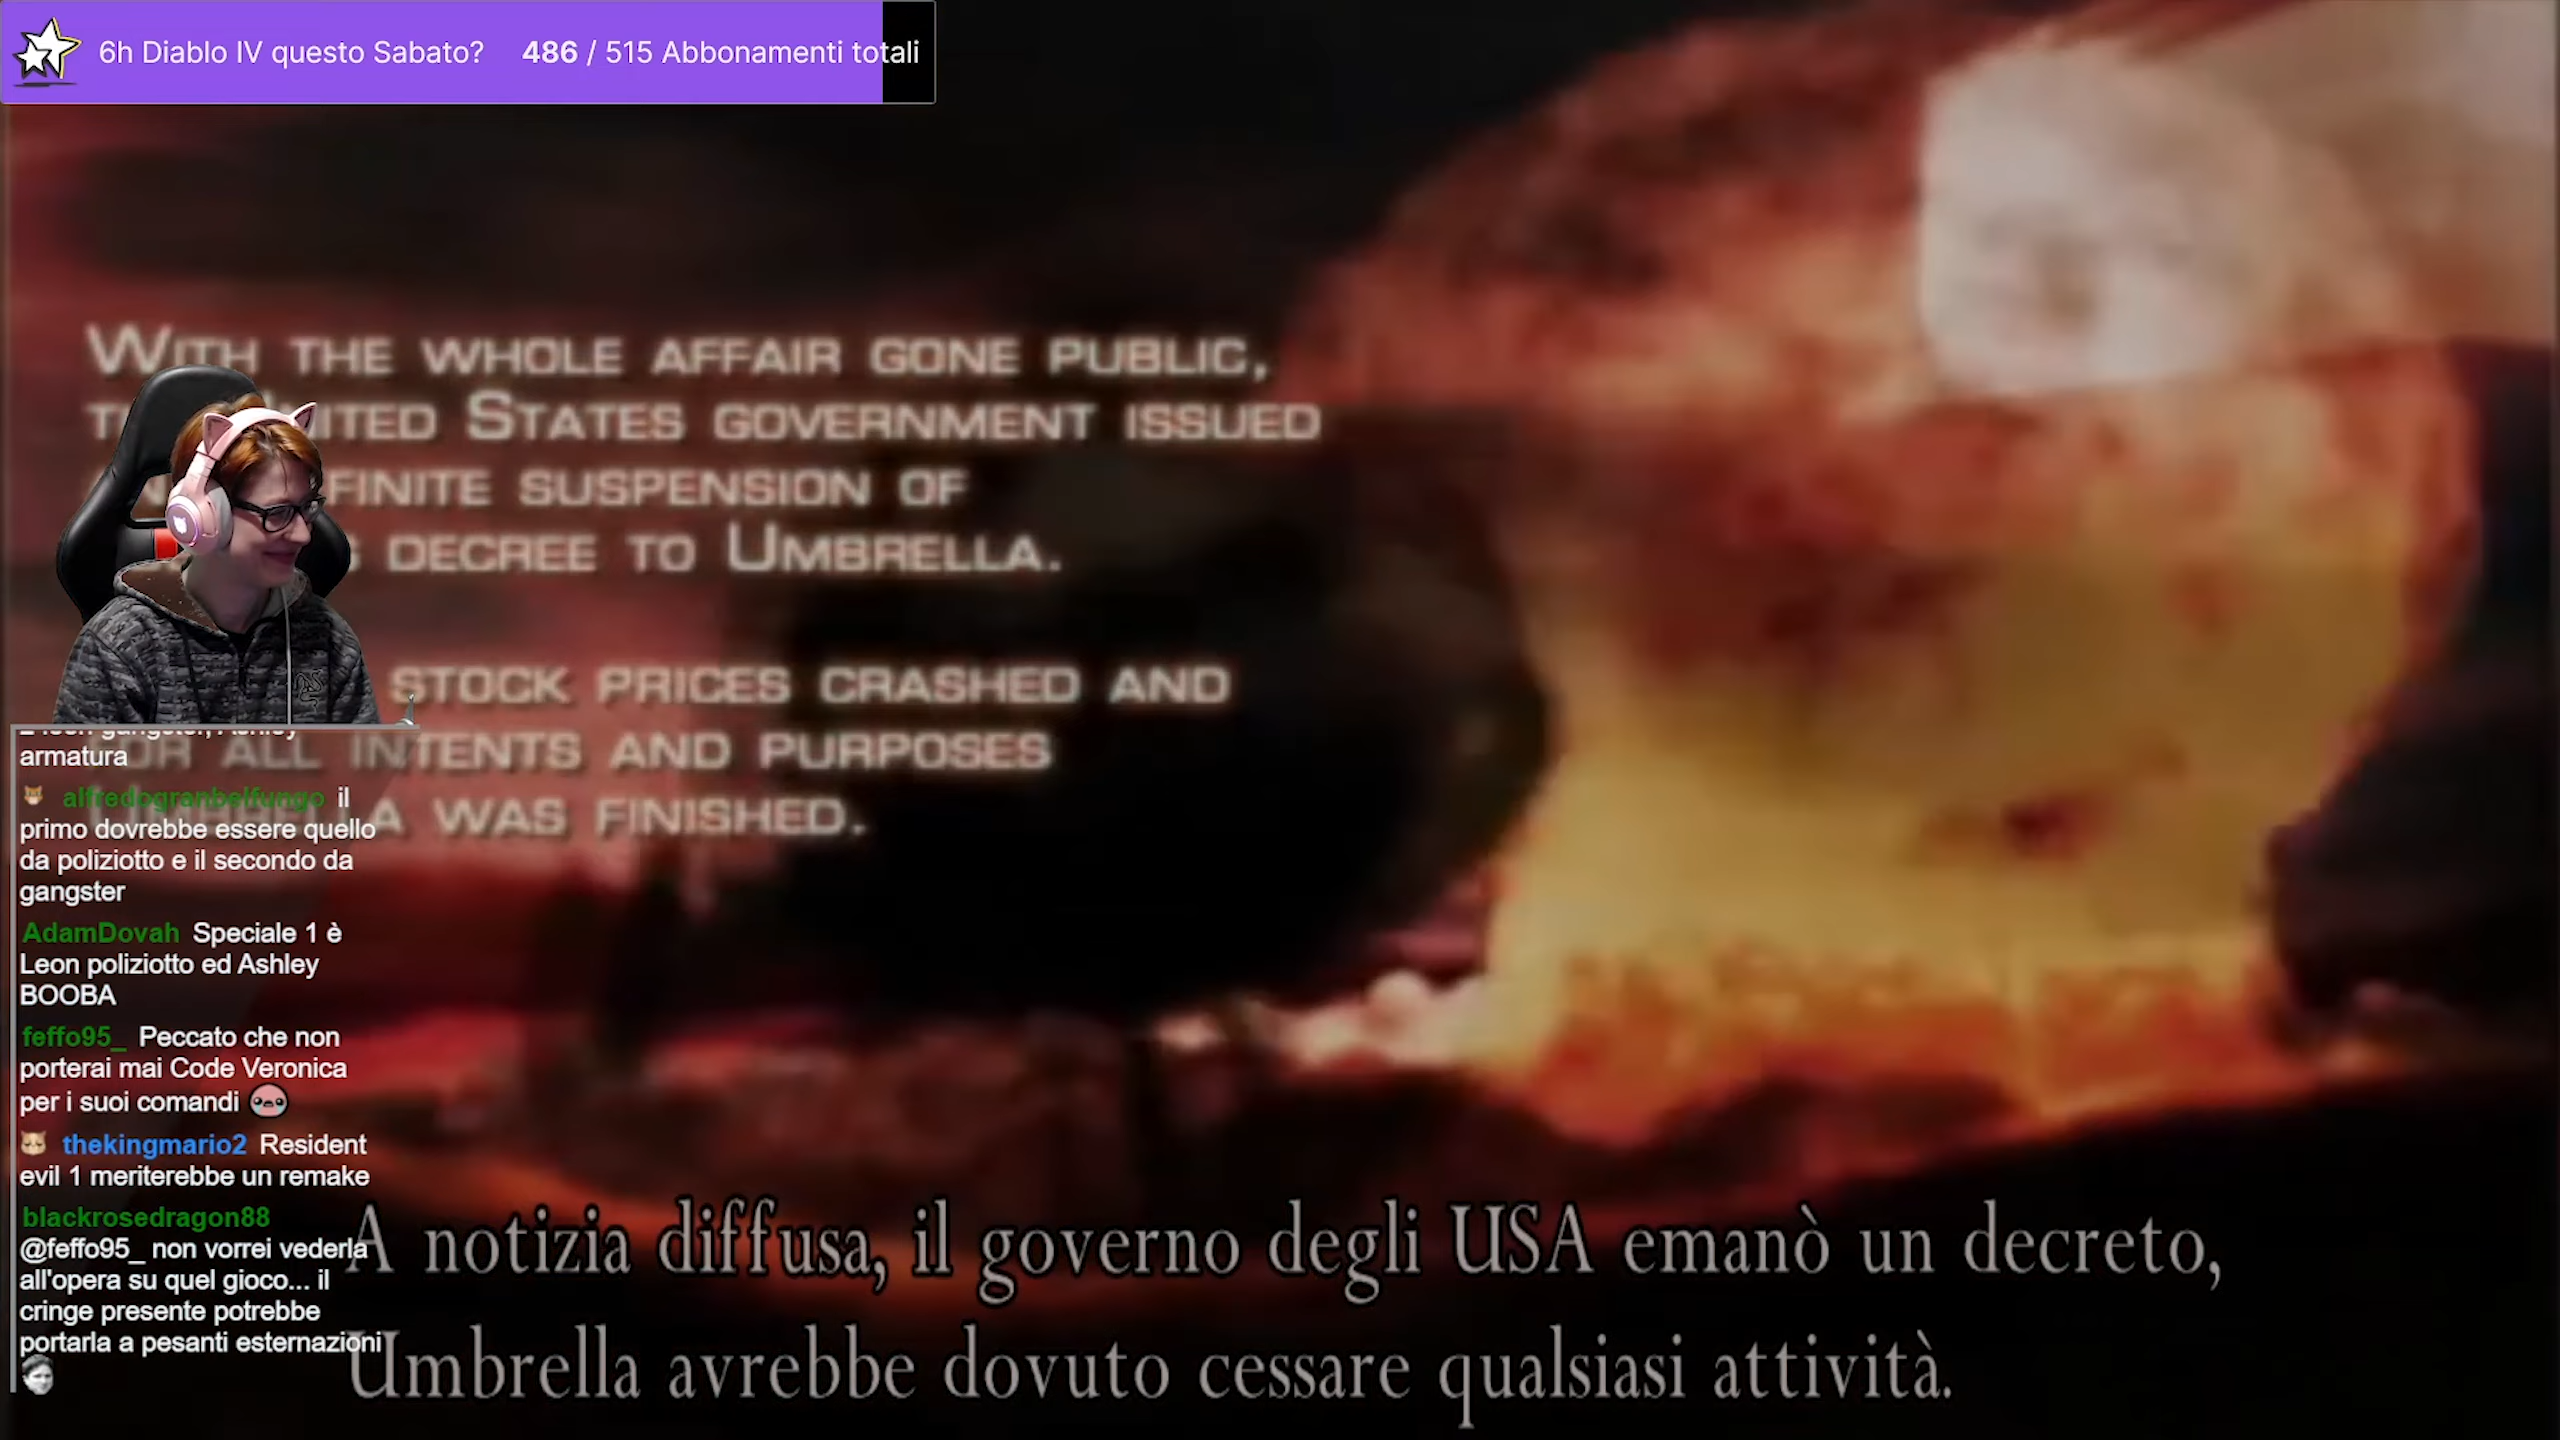 6h Diablo IV questo Sabato? 486 / 515 Abbonamenti totali
WITH THE WHOLE AFFAIR GONE PUBLIC,
UNITED STATES GOVERNMENT ISSUED
FINITE SUSPENSION OF
DECREE TO UMBRELLA.
STOCK PRICES CRASHED AND
FOR ALL INTENTS AND PURPOSES
WAS FINISHED.
armatura
alfredogranbelfungo il
primo dovrebbe essere quello
da poliziotto e il secondo da
gangster
AdamDovah Speciale 1 è
Leon poliziotto ed Ashley
BOOBA
feffo95_ Peccato che non
porterai mai Code Veronica
per i suoi comandi
thekingmario2 Resident
evil 1 meriterebbe un remake
blackrosedragon88
@feffo95_ non vorrei vederla
all'opera su quel gioco... il
cringe presente potrebbe
portarla a pesanti esternazioni
A notizia diffusa, il governo degli USA emanò un decreto,
Umbrella avrebbe dovuto cessare qualsiasi attività.